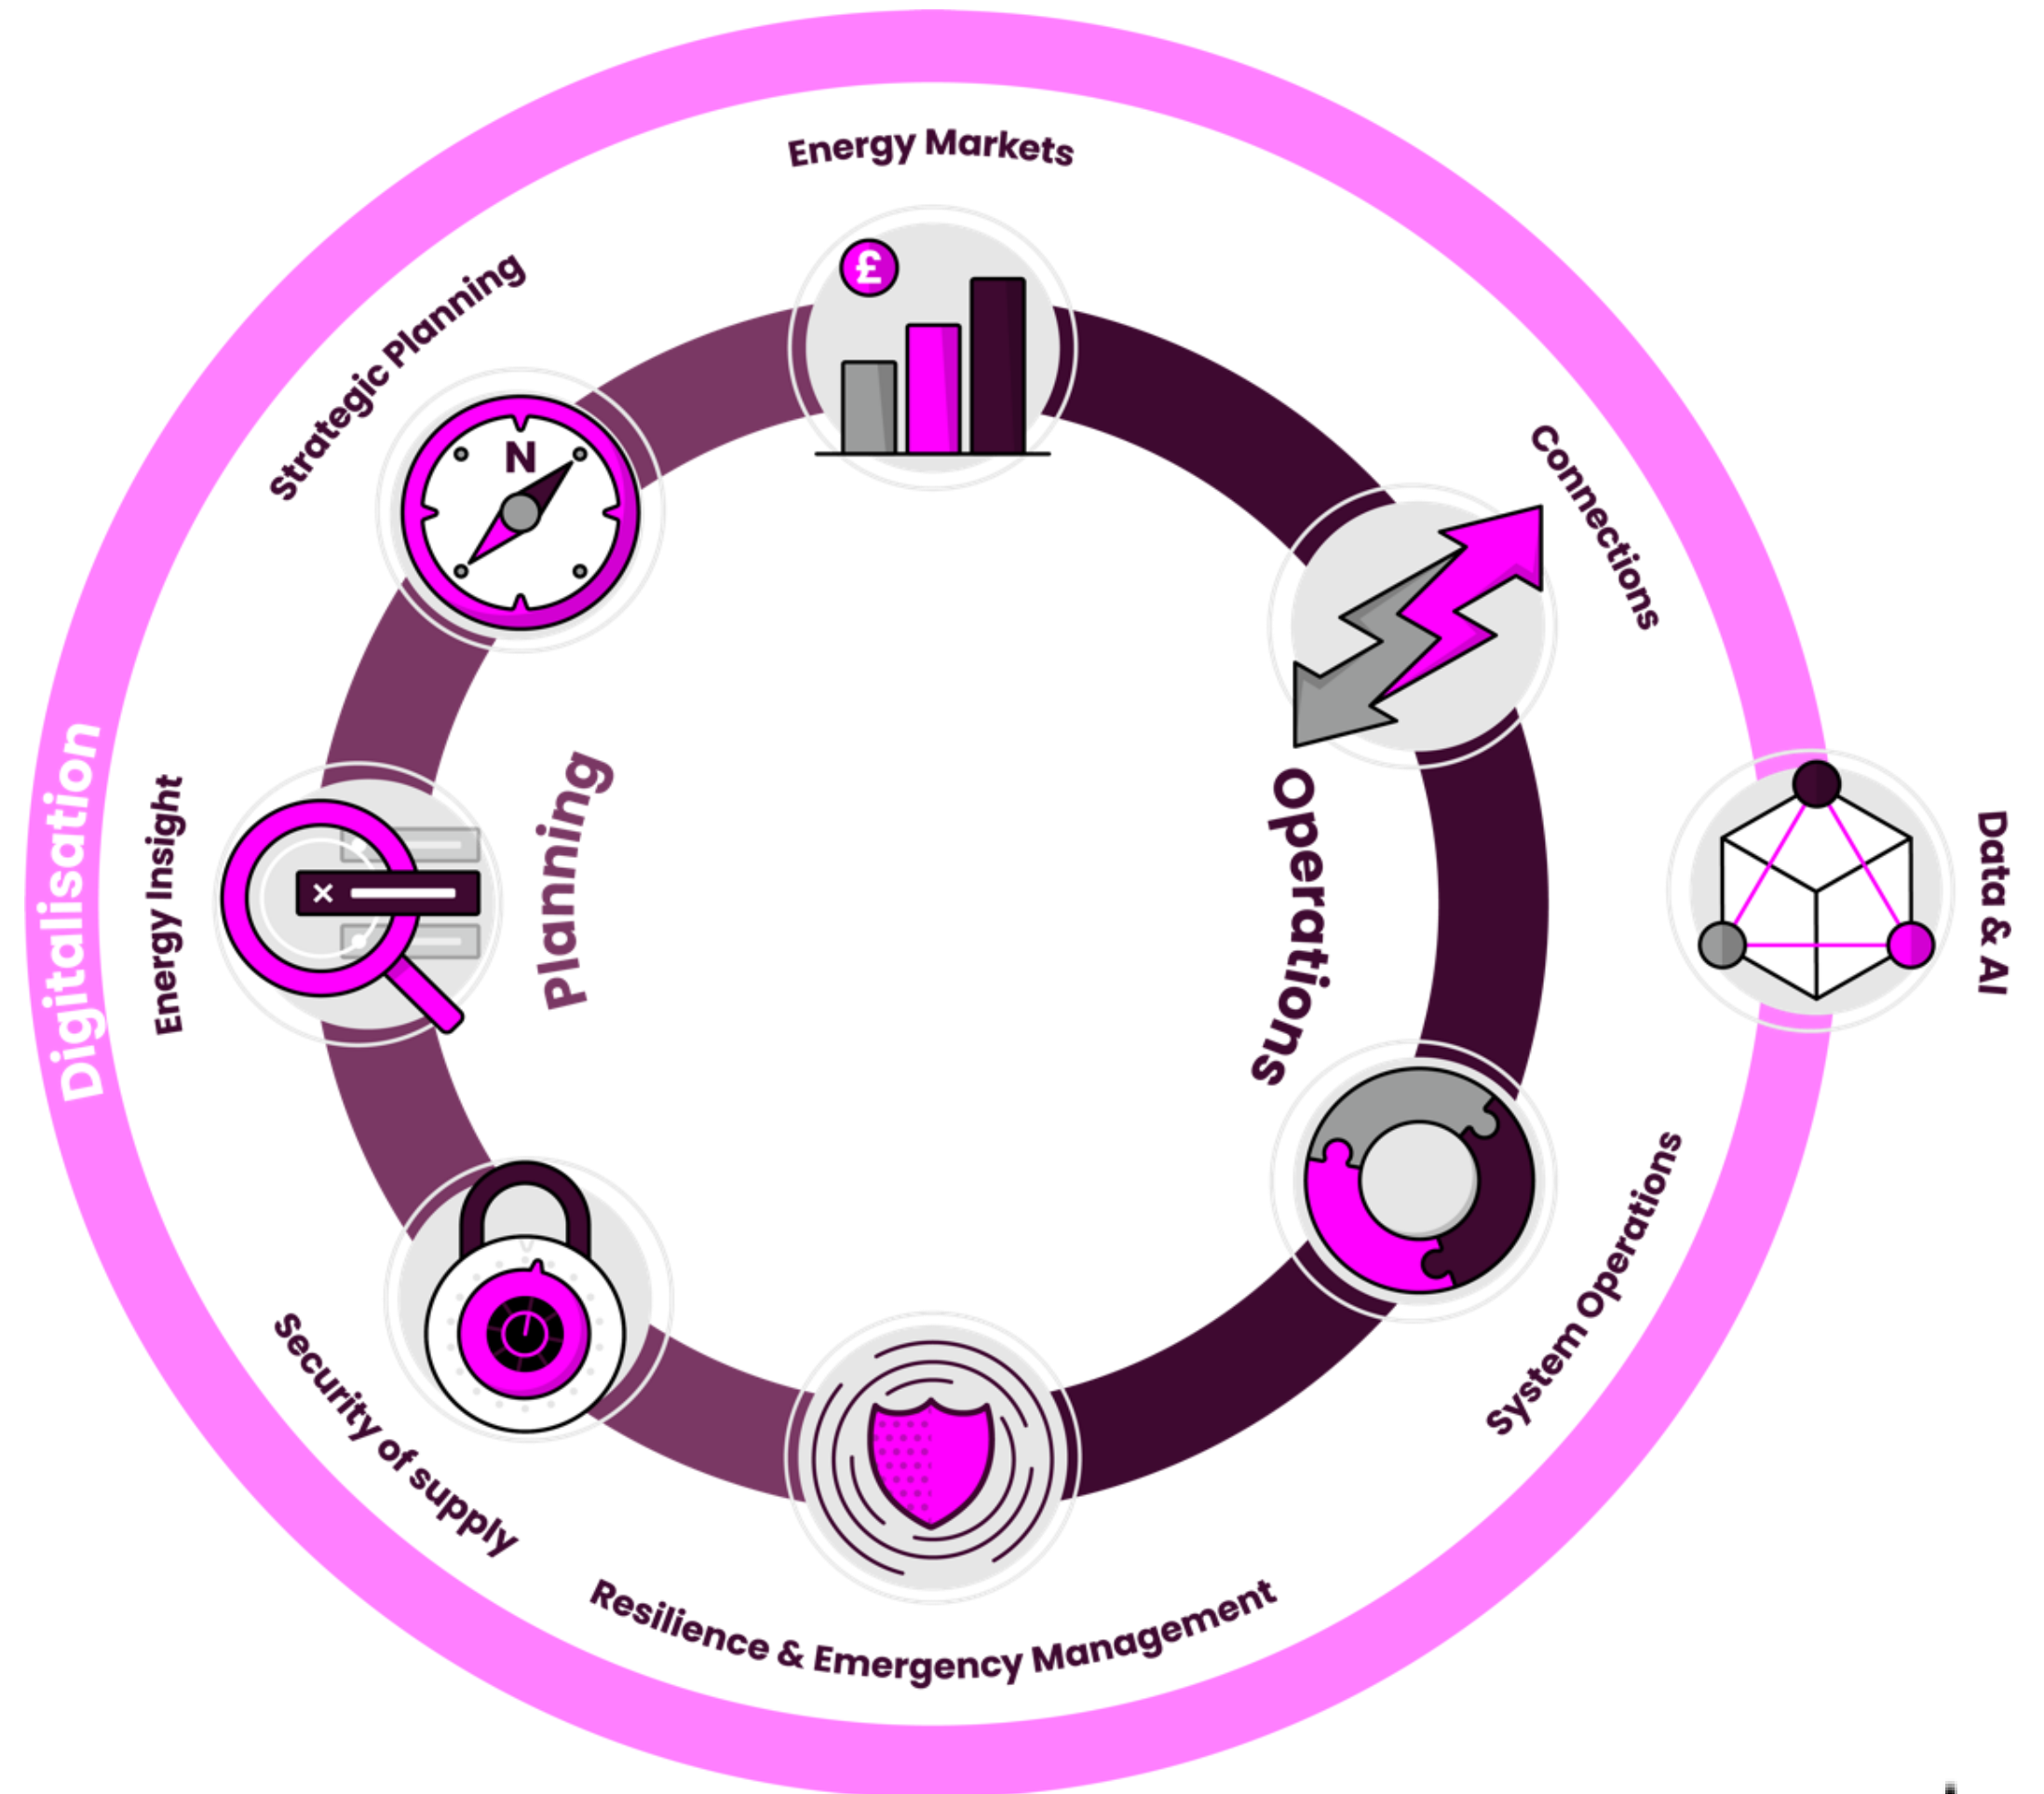 Energy Markets
£
Strategic Planning
N
Connections
Digitalisation
Energy Insight
Planning
Operations
Data & AI
System Operations
Security of supply
Resilience & Emergency Management